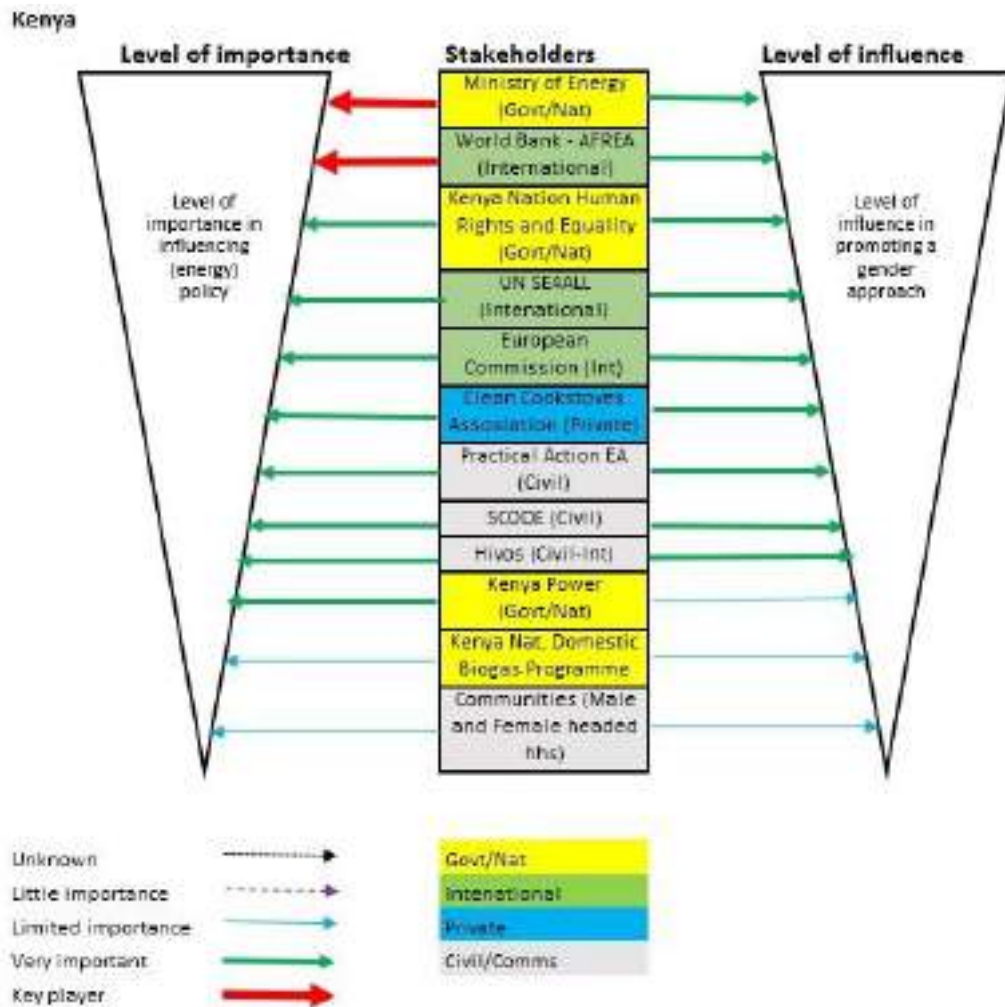 Kenya
Level of importance
Stakeholders
Level of influence
Level of
importance in
influencing
(energy)
policy
Ministry of Energy
(Govt/Nat)
World Bank - AFREA
(International)
Kenya Nation Human
Rights and Equality
(Govt/Nat)
UN SE4ALL
(Intenational)
European
Commission (Int)
Clean Cookstoves
Assosiation (Private)
Practical Action EA
(Civil)
SCODE (Civil)
Hivos (Civil-Int)
Kenya Power
(Govt/Nat)
Kenya Nat. Domestic
Biogas Programme
Communities (Male
and Female headed
hhs)
Level of
influence in
promoting a
gender
approach
Unknown
Little importance
Limited importance
Very important
Key player
Govt/Nat
Intenational
Private
Civil/Comms